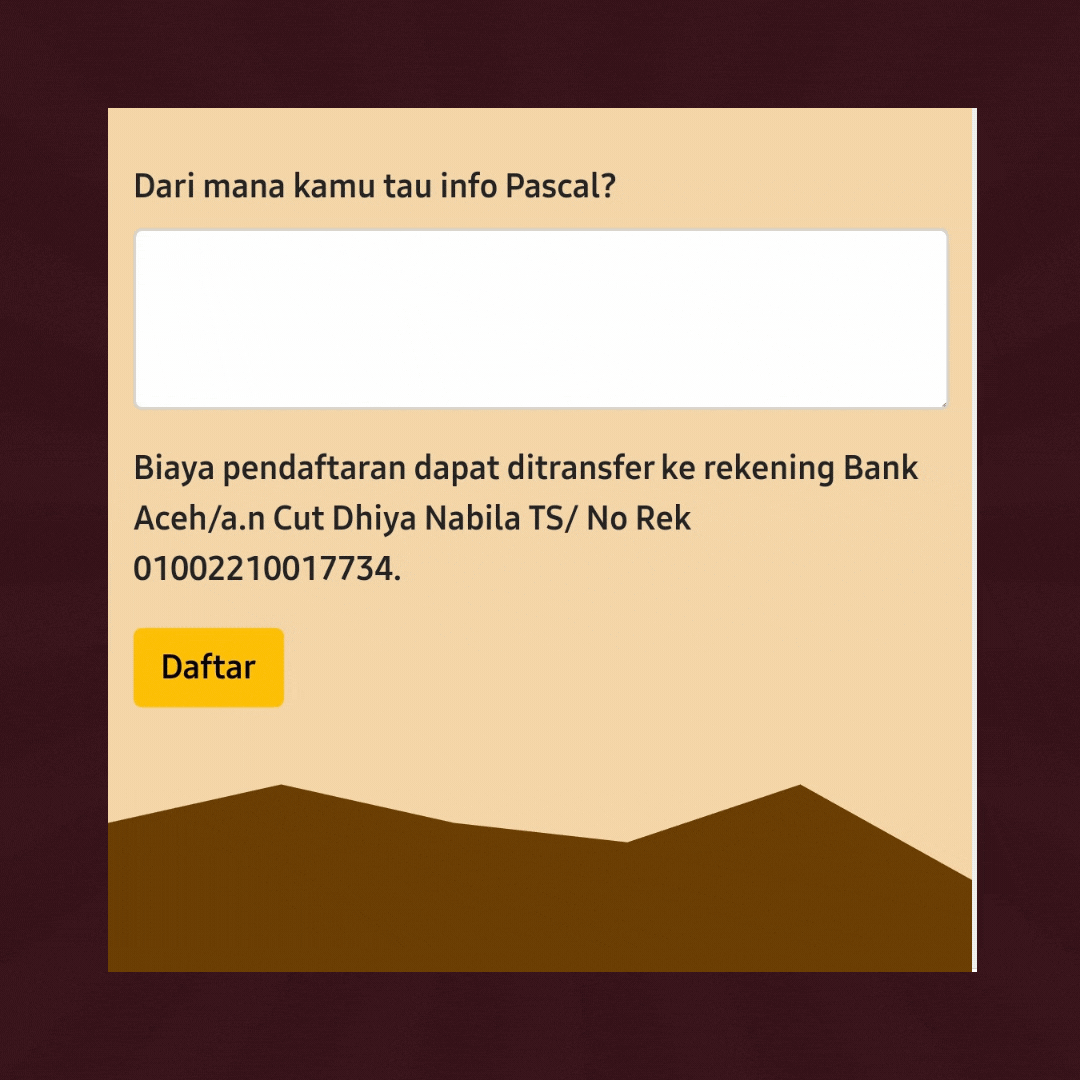 Dari mana kamu tau info Pascal?
Biaya pendaftaran dapat ditransfer ke rekening Bank
Aceh/a.n Cut Dhiya Nabila TS/ No Rek
01002210017734.
Daftar